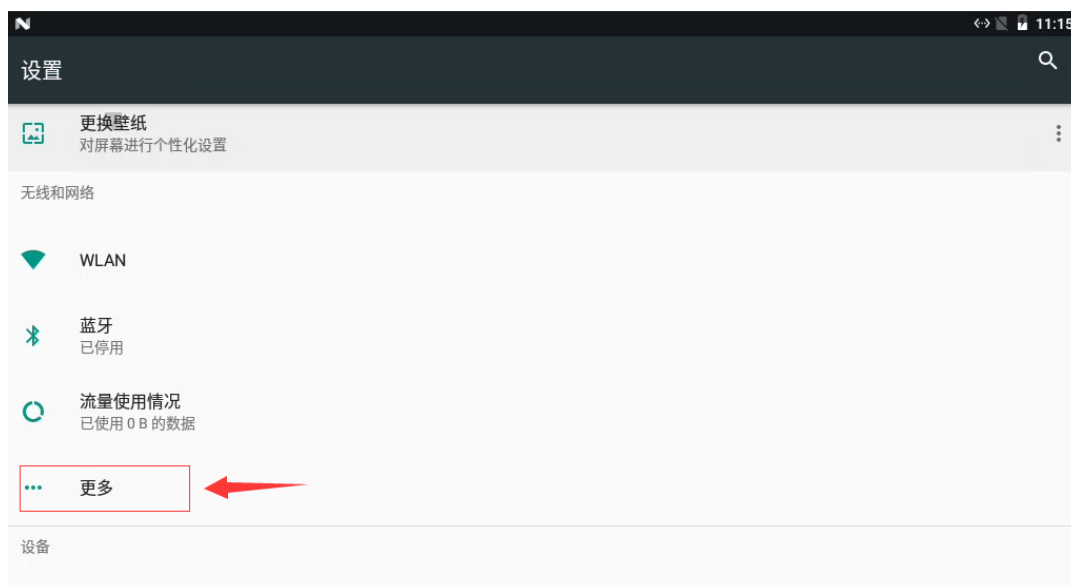 11:15
设置
更换壁纸
对屏幕进行个性化设置
无线和网络
WLAN
蓝牙
已停用
流量使用情况
已使用 0 B 的数据
更多
设备